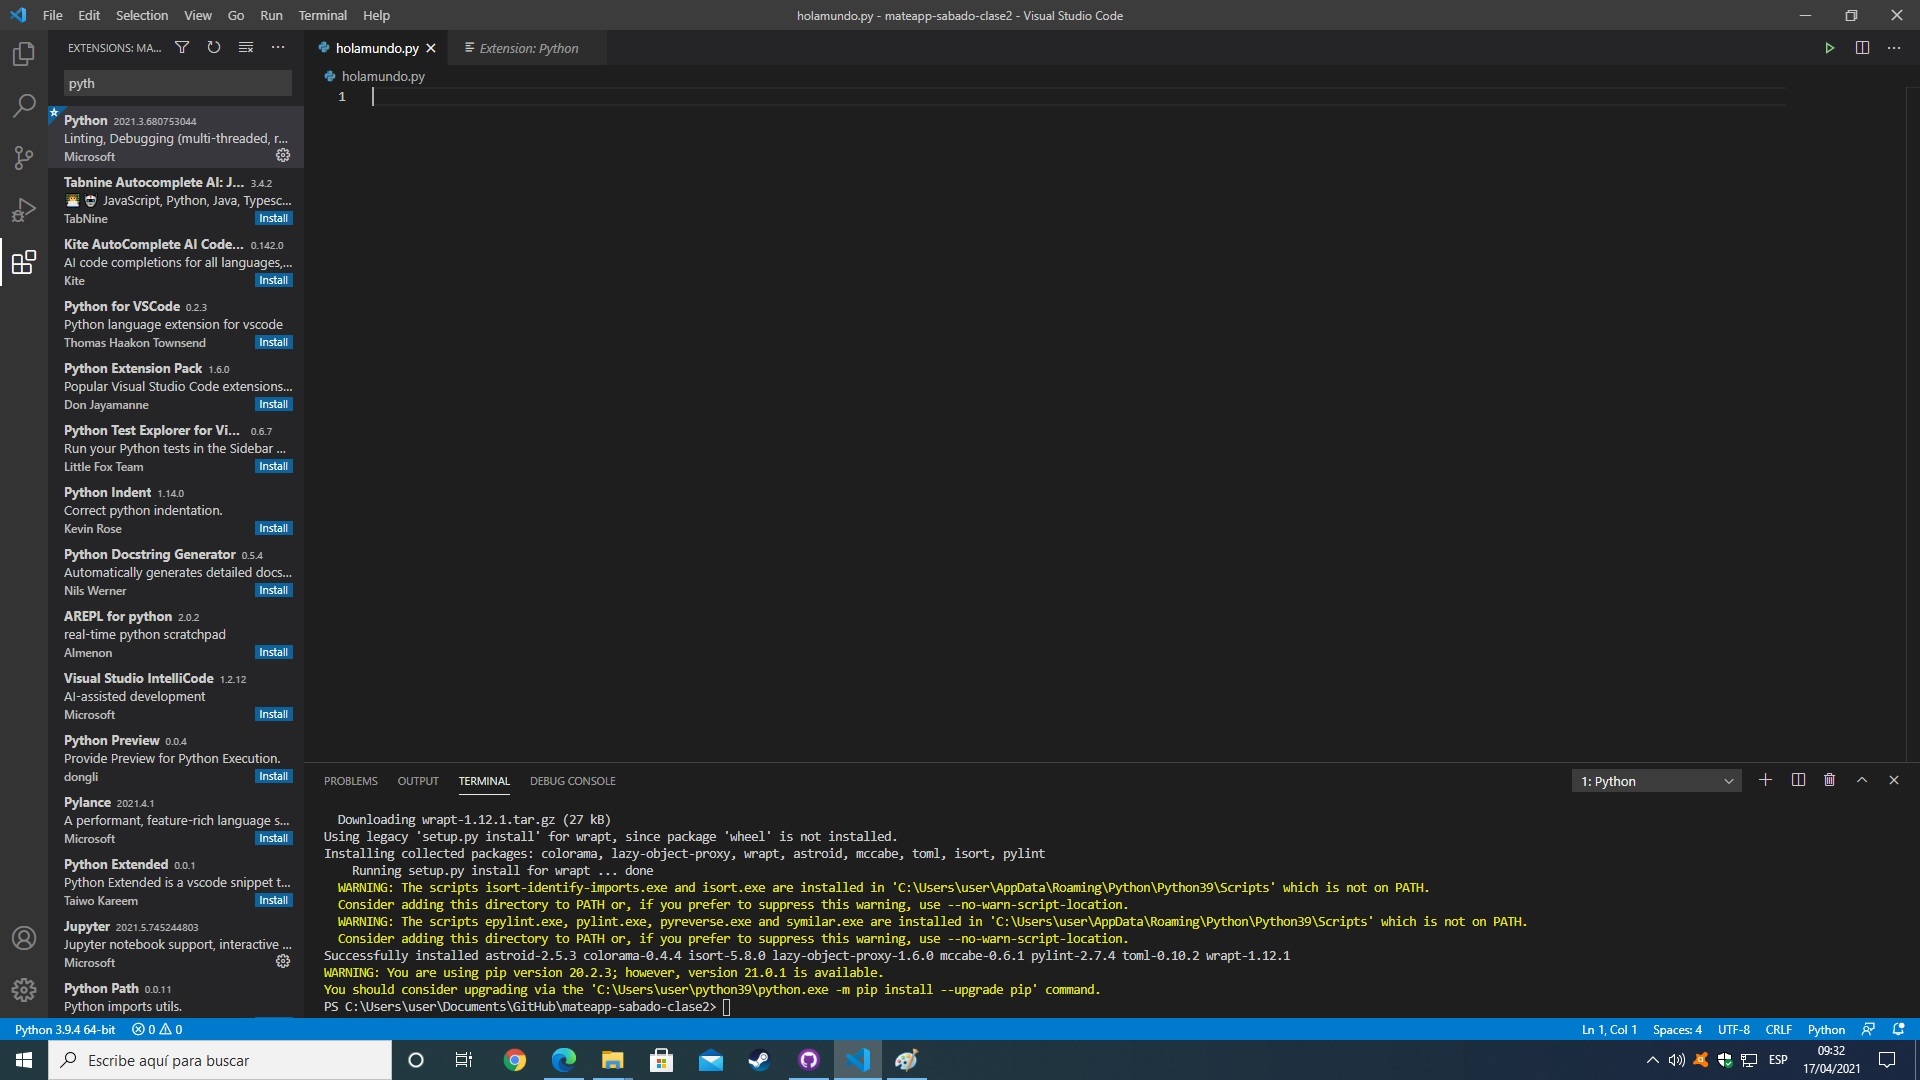 File Edit Selection View Go Run Terminal Help
holamundo.py - mateapp-sabado-clase2 - Visual Studio Code
EXTENSIONS: MA...
pyth
Python 2021.3.680753044
Linting, Debugging (multi-threaded, r...
Microsoft
Tabnine Autocomplete AI: J... 3.4.2
JavaScript, Python, Java, Typesc...
TabNine Install
Kite AutoComplete AI Code... 0.142.0
AI code completions for all languages,...
Kite Install
Python for VSCode 0.2.3
Python language extension for vscode
Thomas Haakon Townsend Install
Python Extension Pack 1.6.0
Popular Visual Studio Code extensions...
Don Jayamanne Install
Python Test Explorer for Vi... 0.6.7
Run your Python tests in the Sidebar ...
Little Fox Team Install
Python Indent 1.14.0
Correct python indentation.
Kevin Rose Install
Python Docstring Generator 0.5.4
Automatically generates detailed docs...
Nils Werner Install
AREPL for python 2.0.2
real-time python scratchpad
Almenon Install
Visual Studio IntelliCode 1.2.12
AI-assisted development
Microsoft Install
Python Preview 0.0.4
Provide Preview for Python Execution.
dongli Install
Pylance 2021.4.1
A performant, feature-rich language s...
Microsoft Install
Python Extended 0.0.1
Python Extended is a vscode snippet t...
Taiwo Kareem Install
Jupyter 2021.5.745244803
Jupyter notebook support, interactive ...
Microsoft
Python Path 0.0.11
Python imports utils.
holamundo.py Extension: Python
holamundo.py
1
PROBLEMS OUTPUT TERMINAL DEBUG CONSOLE 1: Python
Downloading wrapt-1.12.1.tar.gz (27 kB)
Using legacy 'setup.py install' for wrapt, since package 'wheel' is not installed.
Installing collected packages: colorama, lazy-object-proxy, wrapt, astroid, mccabe, toml, isort, pylint
Running setup.py install for wrapt ... done
WARNING: The scripts isort-identify-imports.exe and isort.exe are installed in 'C:\Users\user\AppData\Roaming\Python\Python39\Scripts' which is not on PATH.
Consider adding this directory to PATH or, if you prefer to suppress this warning, use --no-warn-script-location.
WARNING: The scripts epylint.exe, pylint.exe, pyreverse.exe and symilar.exe are installed in 'C:\Users\user\AppData\Roaming\Python\Python39\Scripts' which is not on PATH.
Consider adding this directory to PATH or, if you prefer to suppress this warning, use --no-warn-script-location.
Successfully installed astroid-2.5.3 colorama-0.4.4 isort-5.8.0 lazy-object-proxy-1.6.0 mccabe-0.6.1 pylint-2.7.4 toml-0.10.2 wrapt-1.12.1
WARNING: You are using pip version 20.2.3; however, version 21.0.1 is available.
You should consider upgrading via the 'C:\Users\user\python39\python.exe -m pip install --upgrade pip' command.
PS C:\Users\user\Documents\GitHub\mateapp-sabado-clase2>
Python 3.9.4 64-bit 0 0 Ln 1, Col 1 Spaces: 4 UTF-8 CRLF Python
Escribe aquí para buscar
ESP
09:32
17/04/2021